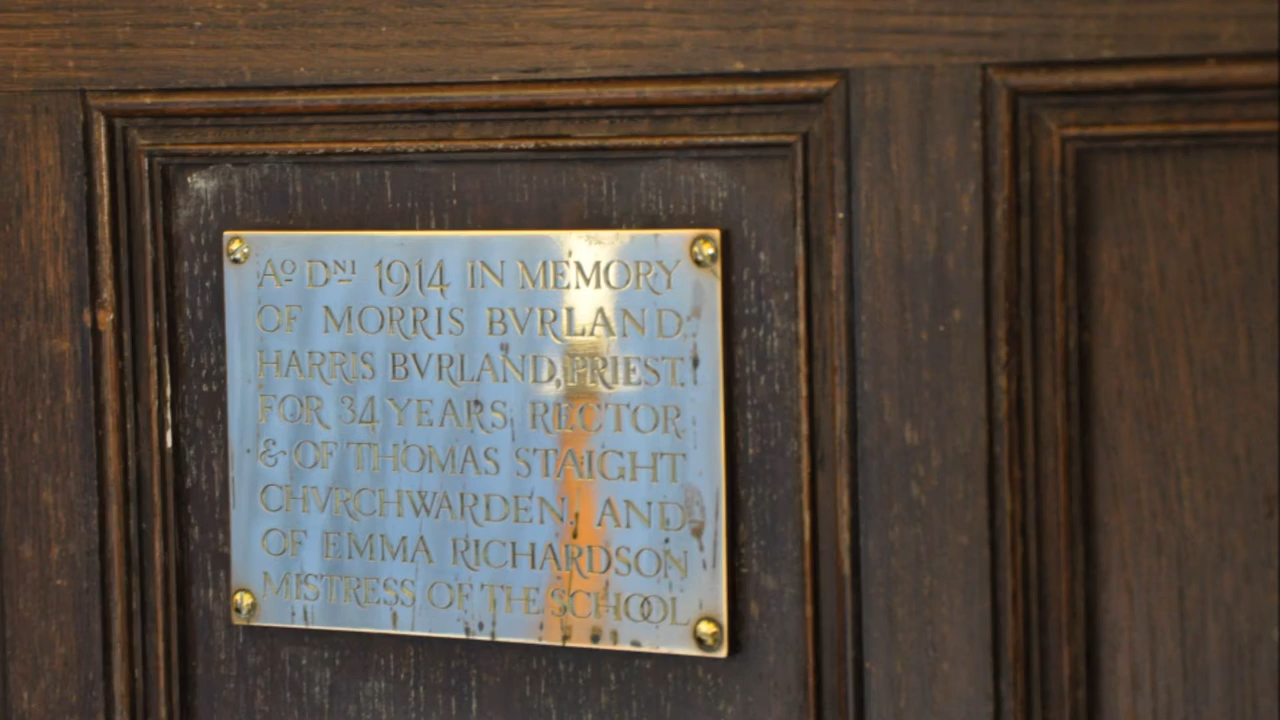 Aº Dᴺᴵ 1914 IN MEMORY
OF MORRIS BVRLAND
HARRIS BVRLAND, PRIEST.
FOR 34 YEARS RECTOR
& OF THOMAS STAIGHT
CHVRCHWARDEN, AND
OF EMMA RICHARDSON
MISTRESS OF THE SCHOOL